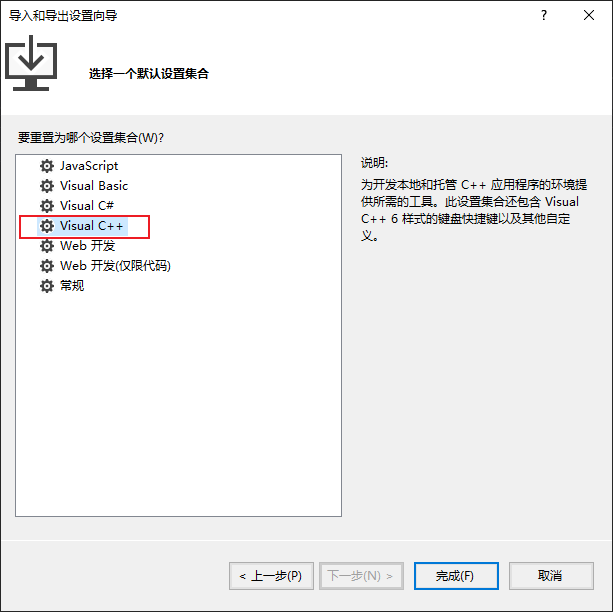 导入和导出设置向导
?
选择一个默认设置集合
要重置为哪个设置集合(W)?
JavaScript
Visual Basic
Visual C#
Visual C++
Web 开发
Web 开发(仅限代码)
常规
说明:
为开发本地和托管 C++ 应用程序的环境提
供所需的工具。此设置集合还包含 Visual
C++ 6 样式的键盘快捷键以及其他自定
义。
< 上一步(P)
下一步(N) >
完成(F)
取消